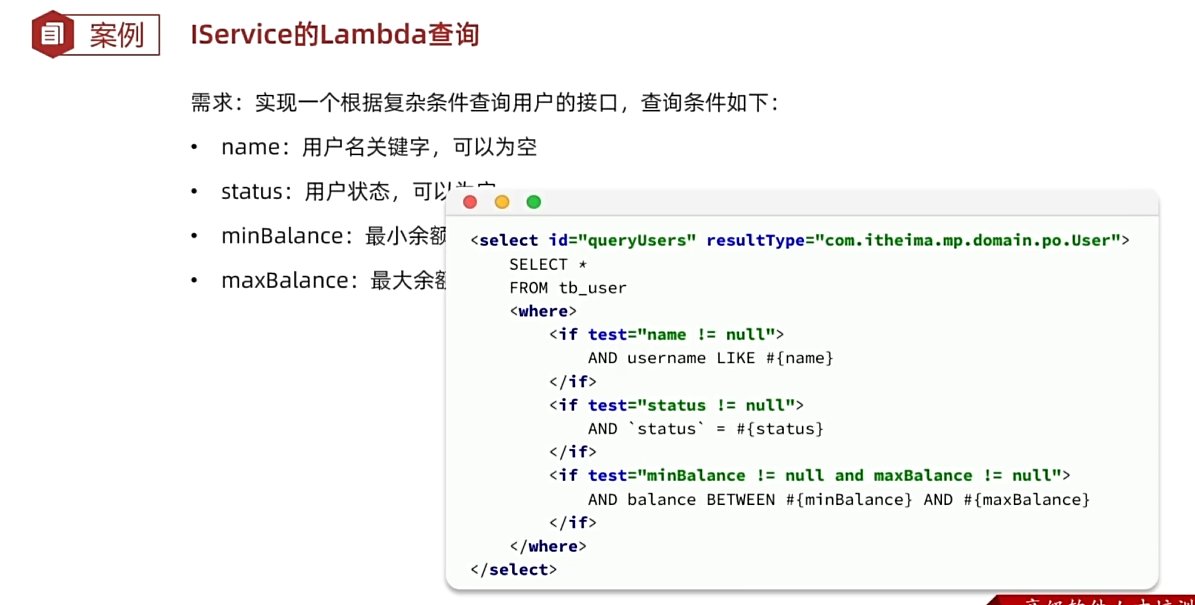 案例
IService的Lambda查询
需求：实现一个根据复杂条件查询用户的接口，查询条件如下：
• name：用户名关键字，可以为空
• status：用户状态，可以为空
• minBalance：最小余额
• maxBalance：最大余额
<select id="queryUsers" resultType="com.itheima.mp.domain.po.User">
SELECT *
FROM tb_user
<where>
<if test="name != null">
AND username LIKE #{name}
</if>
<if test="status != null">
AND `status` = #{status}
</if>
<if test="minBalance != null and maxBalance != null">
AND balance BETWEEN #{minBalance} AND #{maxBalance}
</if>
</where>
</select>